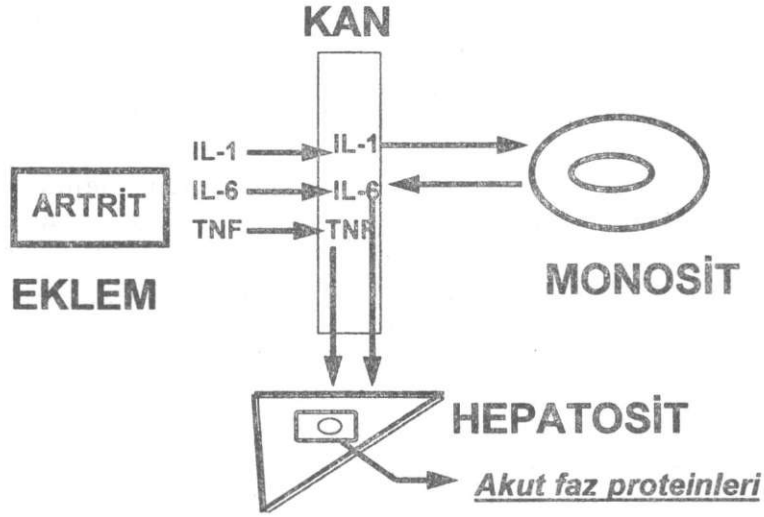 KAN
IL-1
IL-1
ARTRİT
IL-6
IL-6
TNF
TNF
EKLEM
MONOSİT
HEPATOSİT
Akut faz proteinleri